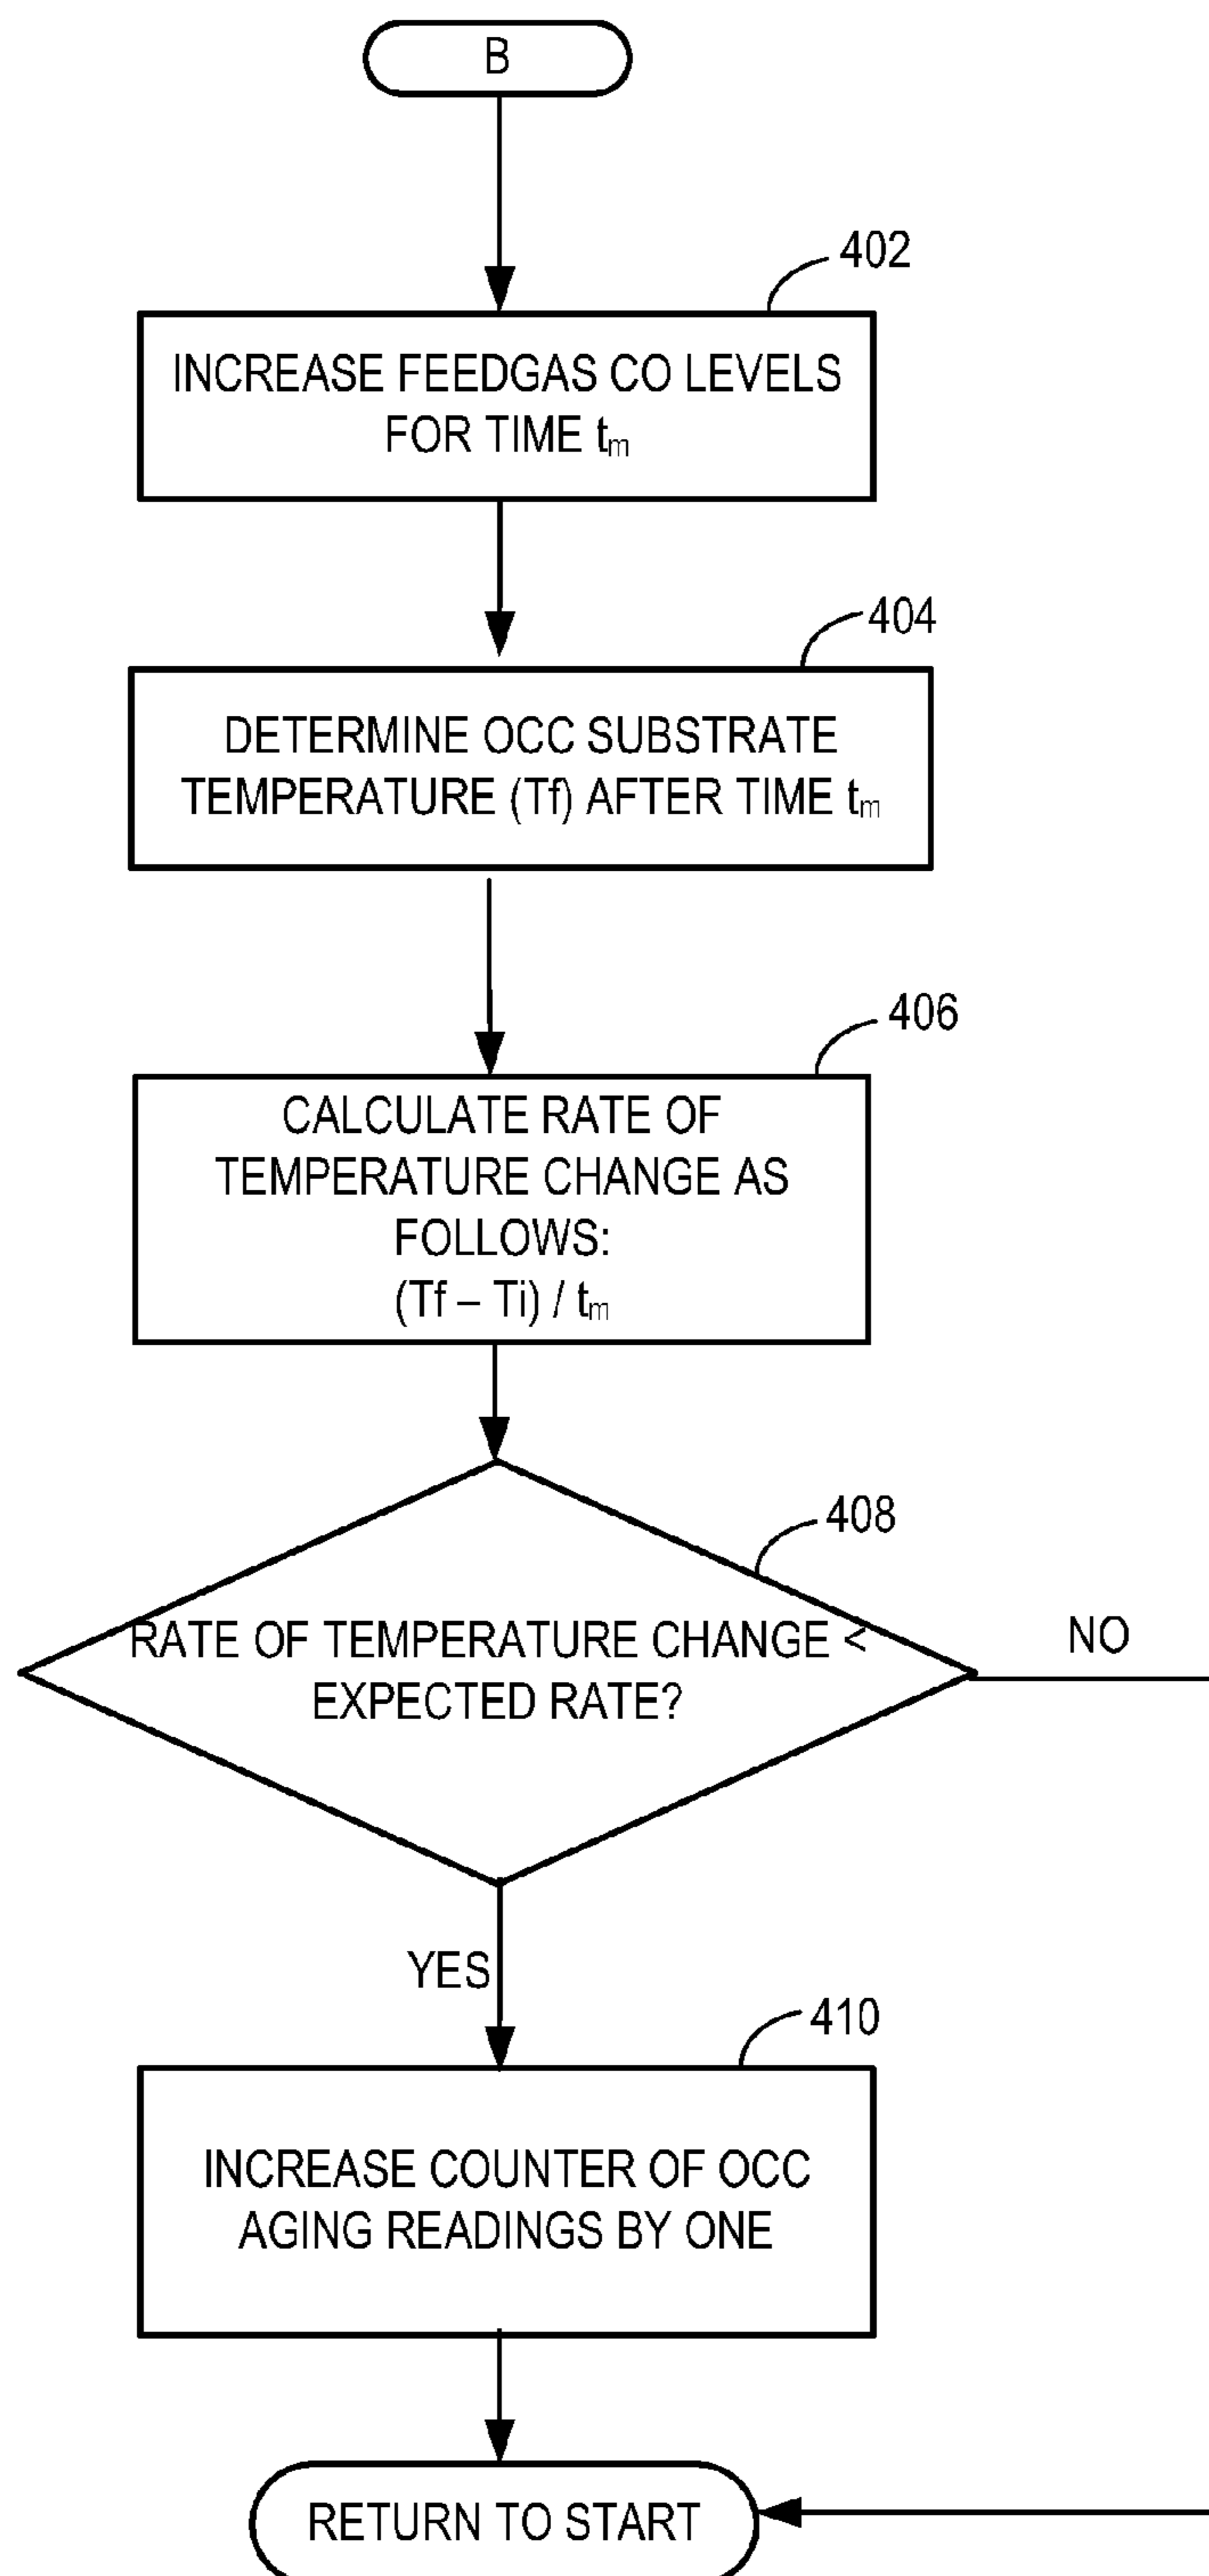 B
402
INCREASE FEEDGAS CO LEVELS
FOR TIME tm
404
DETERMINE OCC SUBSTRATE
TEMPERATURE (Tf) AFTER TIME tm
406
CALCULATE RATE OF
TEMPERATURE CHANGE AS
FOLLOWS:
(Tf – Ti) / tm
408
RATE OF TEMPERATURE CHANGE <
EXPECTED RATE?
NO
YES
410
INCREASE COUNTER OF OCC
AGING READINGS BY ONE
RETURN TO START